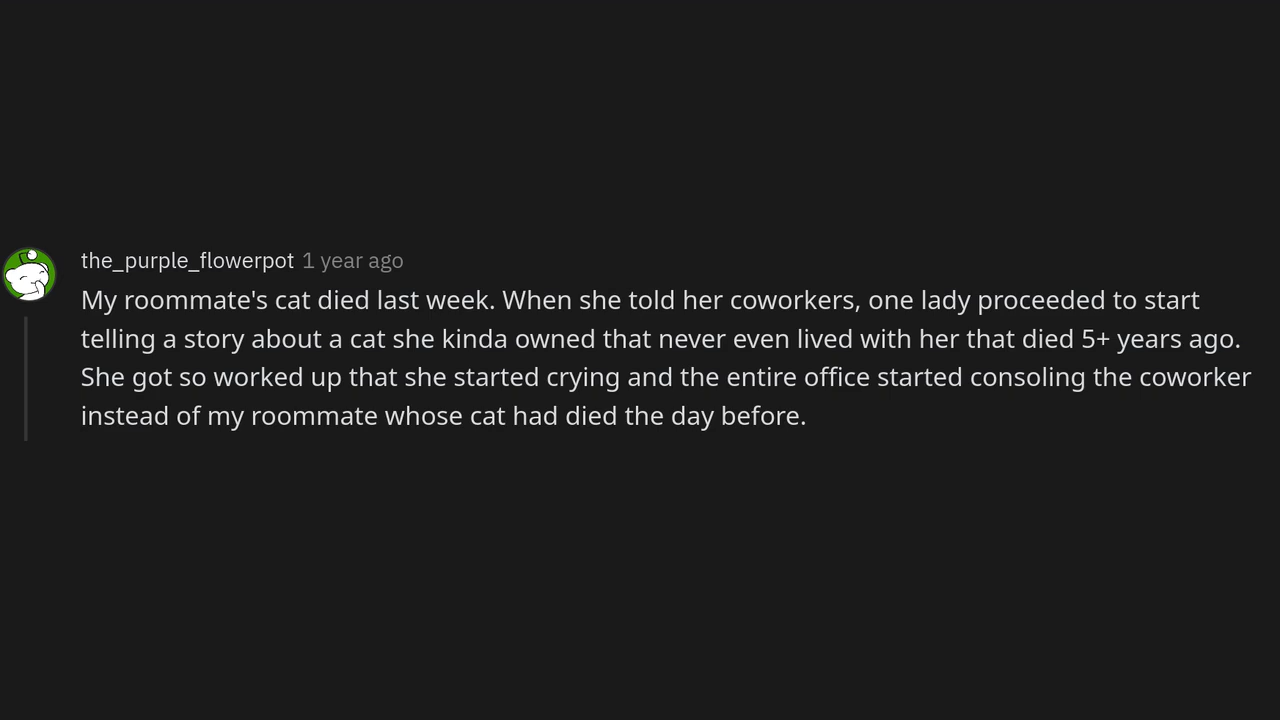 the_purple_flowerpot 1 year ago
My roommate's cat died last week. When she told her coworkers, one lady proceeded to start
telling a story about a cat she kinda owned that never even lived with her that died 5+ years ago.
She got so worked up that she started crying and the entire office started consoling the coworker
instead of my roommate whose cat had died the day before.